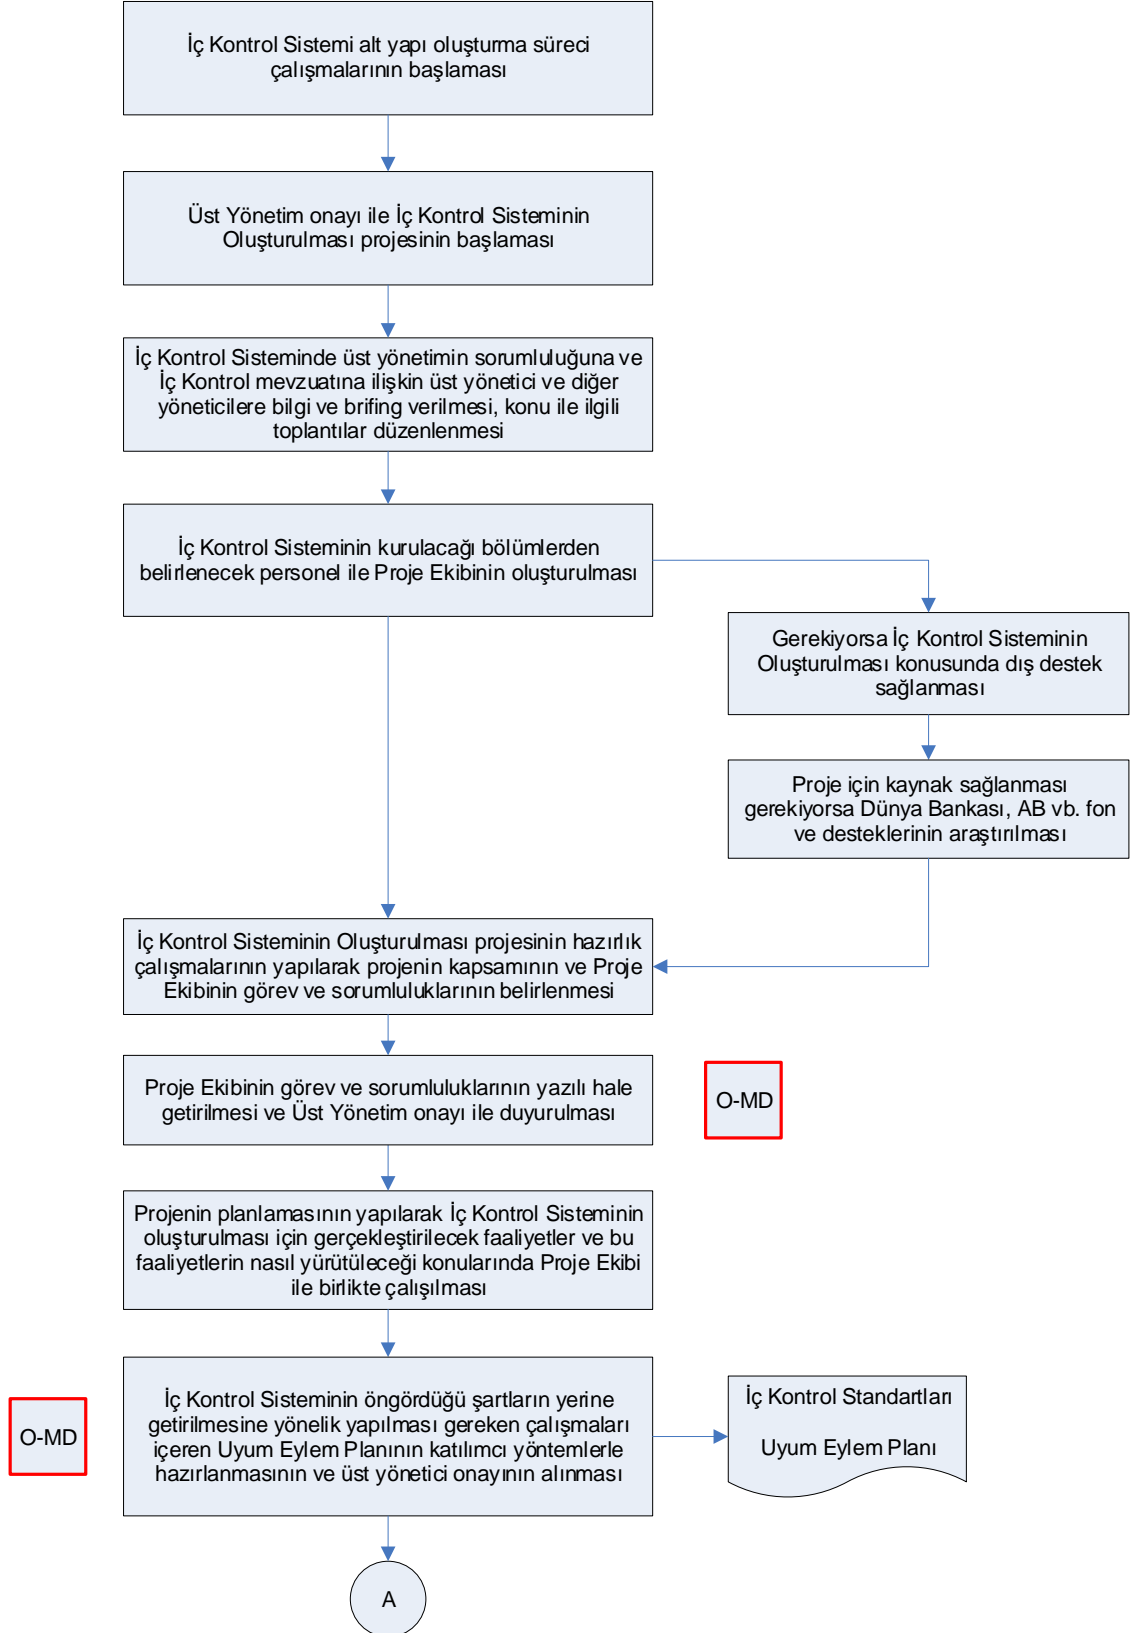 İç Kontrol Sistemi alt yapı oluşturma süreci
çalışmalarının başlaması
Üst Yönetim onayı ile İç Kontrol Sisteminin
Oluşturulması projesinin başlaması
İç Kontrol Sisteminde üst yönetimin sorumluluğuna ve
İç Kontrol mevzuatına ilişkin üst yönetici ve diğer
yöneticilere bilgi ve brifing verilmesi, konu ile ilgili
toplantılar düzenlenmesi
İç Kontrol Sisteminin kurulacağı bölümlerden
belirlenecek personel ile Proje Ekibinin oluşturulması
Gerekiyorsa İç Kontrol Sisteminin
Oluşturulması konusunda dış destek
sağlanması
Proje için kaynak sağlanması
gerekiyorsa Dünya Bankası, AB vb. fon
ve desteklerinin araştırılması
İç Kontrol Sisteminin Oluşturulması projesinin hazırlık
çalışmalarının yapılarak projenin kapsamının ve Proje
Ekibinin görev ve sorumluluklarının belirlenmesi
Proje Ekibinin görev ve sorumluluklarının yazılı hale
getirilmesi ve Üst Yönetim onayı ile duyurulması
O-MD
Projenin planlamasının yapılarak İç Kontrol Sisteminin
oluşturulması için gerçekleştirilecek faaliyetler ve bu
faaliyetlerin nasıl yürütüleceği konularında Proje Ekibi
ile birlikte çalışılması
O-MD
İç Kontrol Sisteminin öngördüğü şartların yerine
getirilmesine yönelik yapılması gereken çalışmaları
içeren Uyum Eylem Planının katılımcı yöntemlerle
hazırlanmasının ve üst yönetici onayının alınması
İç Kontrol Standartları
Uyum Eylem Planı
A